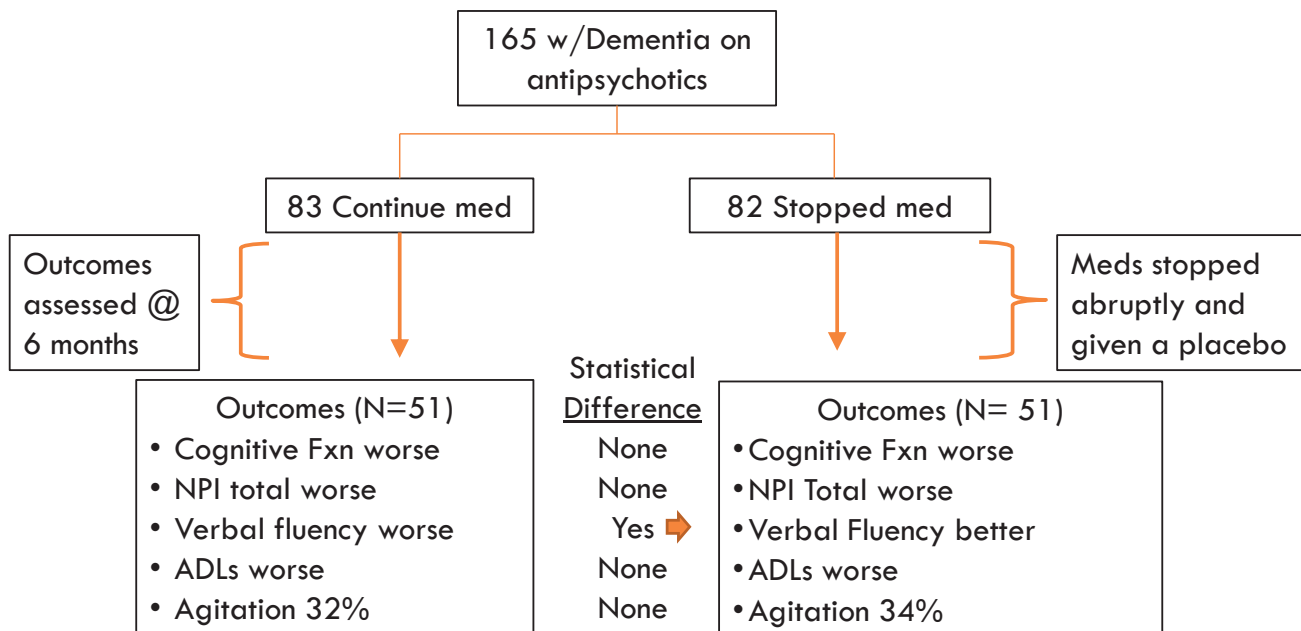 165 w/Dementia on
antipsychotics
83 Continue med
82 Stopped med
Outcomes
assessed @
6 months
Meds stopped
abruptly and
given a placebo
Outcomes (N=51)
• Cognitive Fxn worse
• NPI total worse
• Verbal fluency worse
• ADLs worse
• Agitation 32%
Statistical
Difference
None
None
Yes
None
None
Outcomes (N= 51)
•Cognitive Fxn worse
•NPI Total worse
•Verbal Fluency better
•ADLs worse
•Agitation 34%